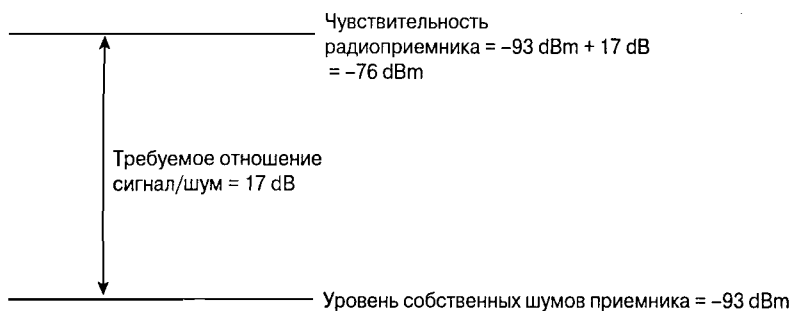 Чувствительность
радиоприемника = –93 dBm + 17 dB
= –76 dBm
Требуемое отношение
сигнал/шум = 17 dB
Уровень собственных шумов приемника = –93 dBm